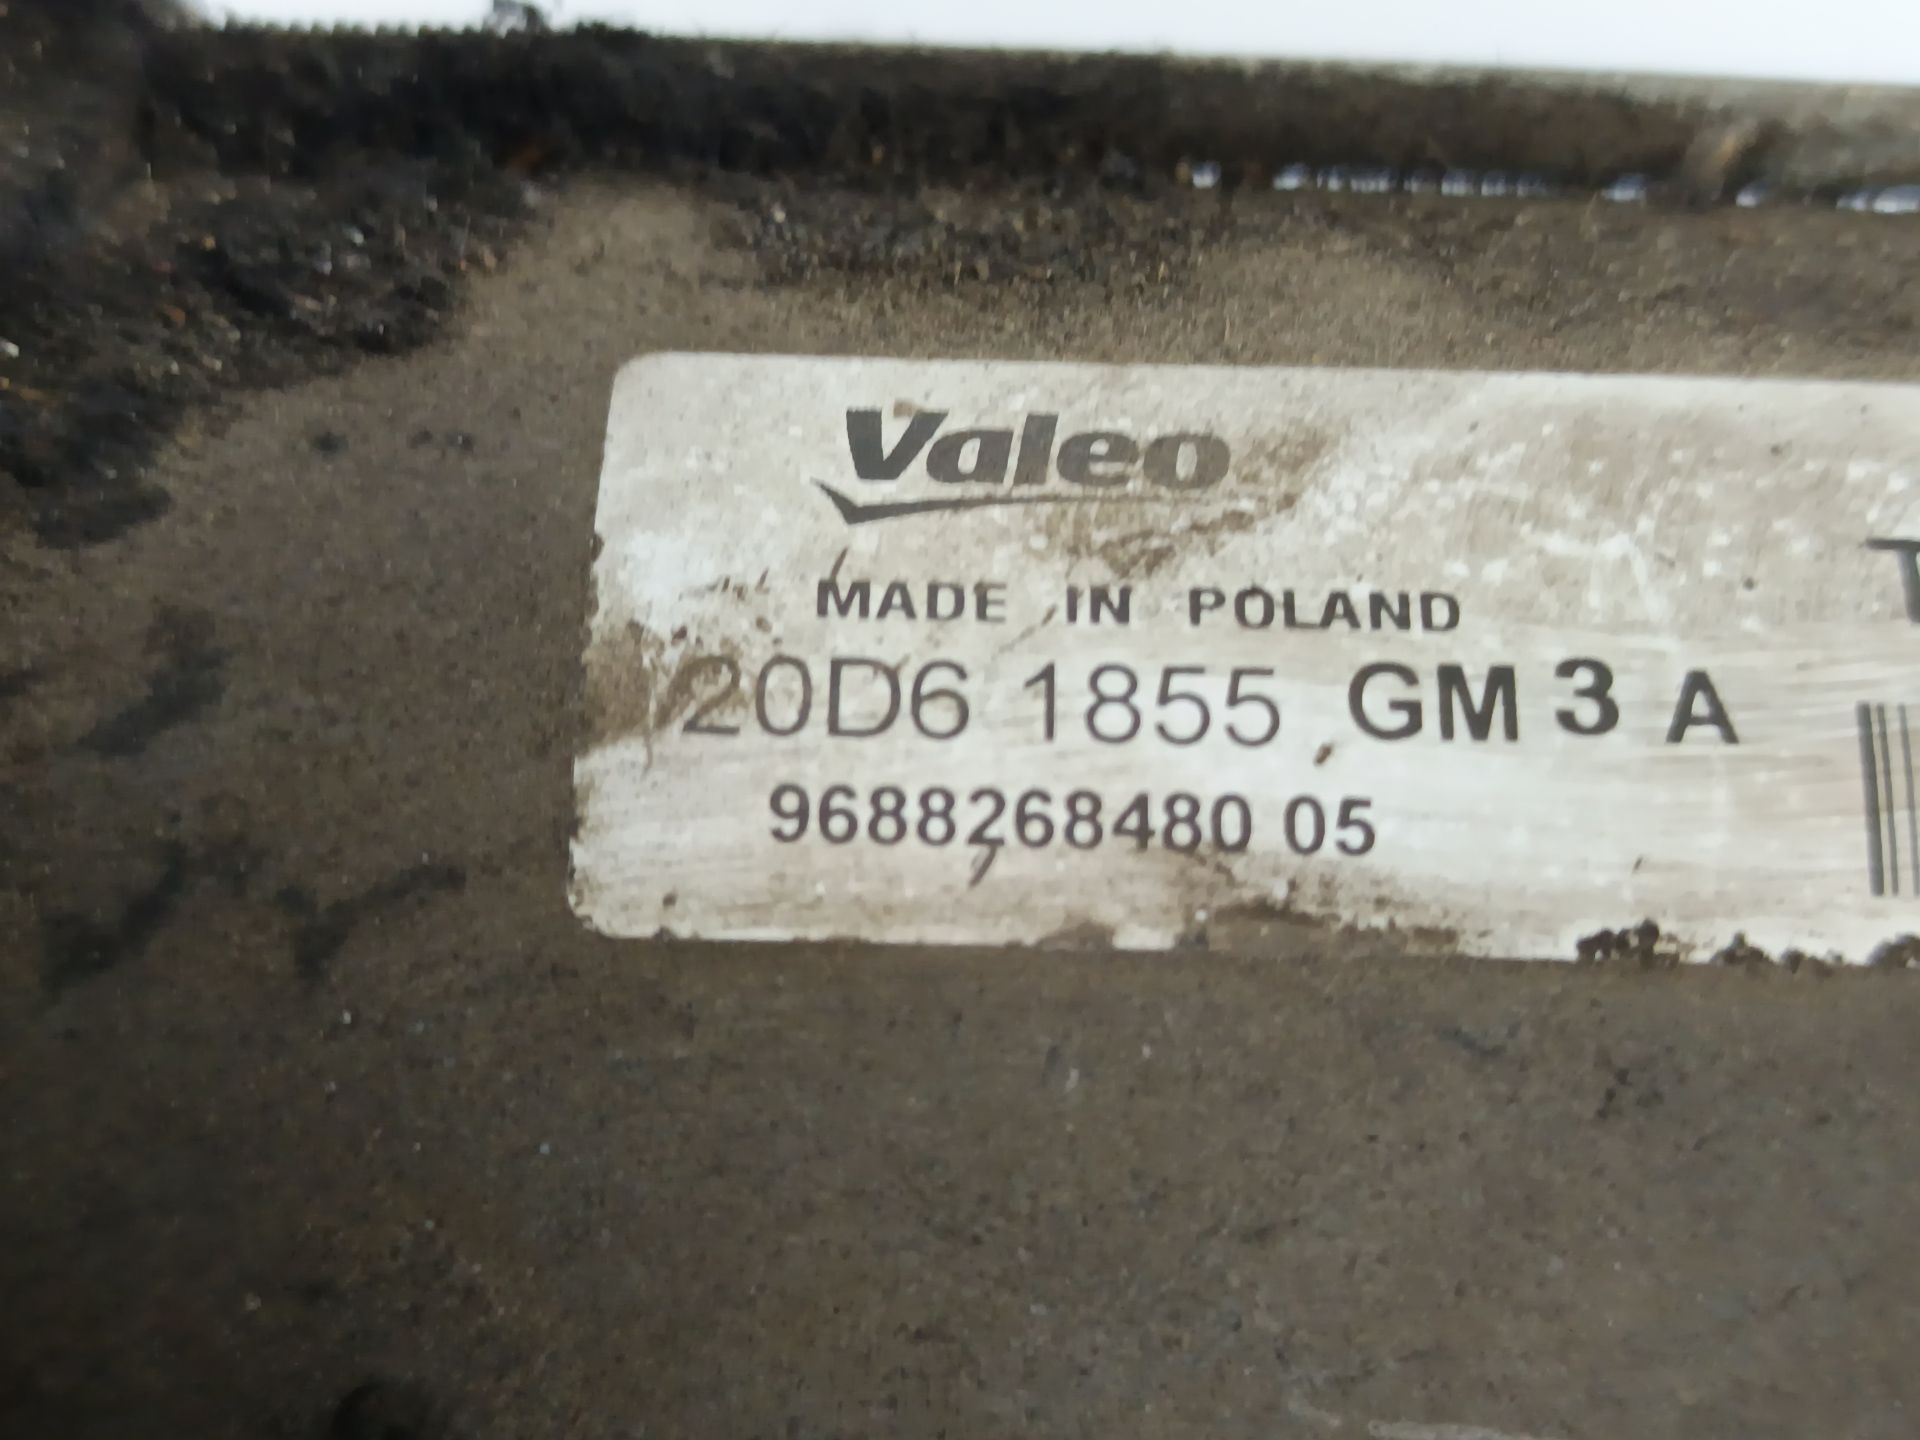 Valeo
MADE IN POLAND
20D6 1855 GM 3 A
9688268480 05